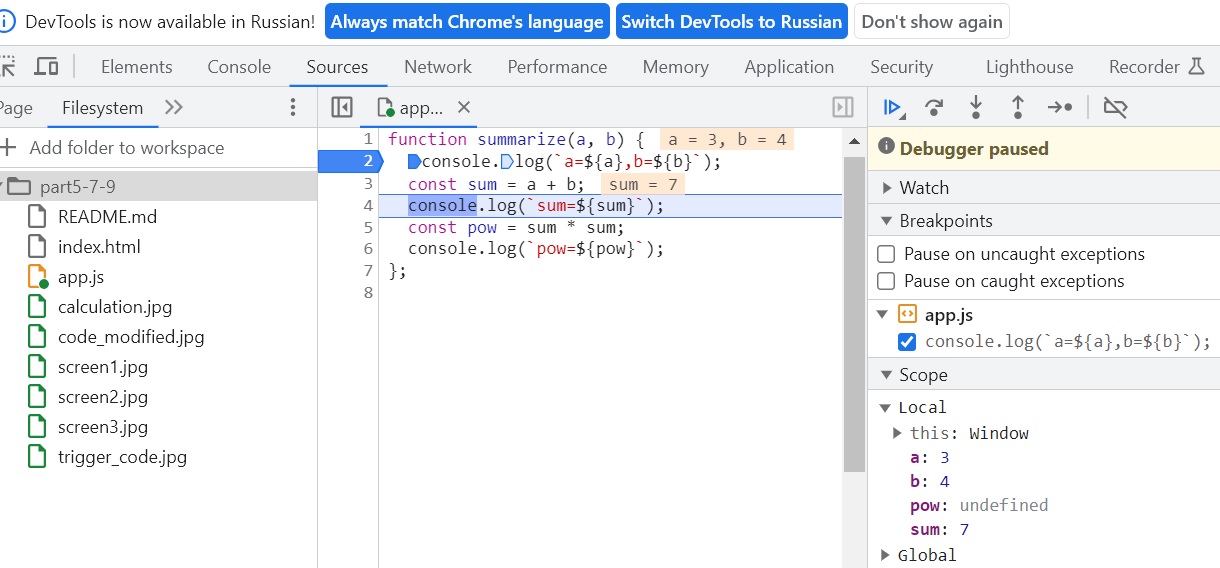 DevTools is now available in Russian! Always match Chrome's language Switch DevTools to Russian Don't show again
Elements Console Sources Network Performance Memory Application Security Lighthouse Recorder
Page Filesystem
Add folder to workspace
part5-7-9
README.md
index.html
app.js
calculation.jpg
code_modified.jpg
screen1.jpg
screen2.jpg
screen3.jpg
trigger_code.jpg
app...
1 function summarize(a, b) { a = 3, b = 4
2 console.log(`a=${a},b=${b}`);
3 const sum = a + b; sum = 7
4 console.log(`sum=${sum}`);
5 const pow = sum * sum;
6 console.log(`pow=${pow}`);
7 };
8
Debugger paused
Watch
Breakpoints
Pause on uncaught exceptions
Pause on caught exceptions
app.js
console.log(`a=${a},b=${b}`);
Scope
Local
this: Window
a: 3
b: 4
pow: undefined
sum: 7
Global